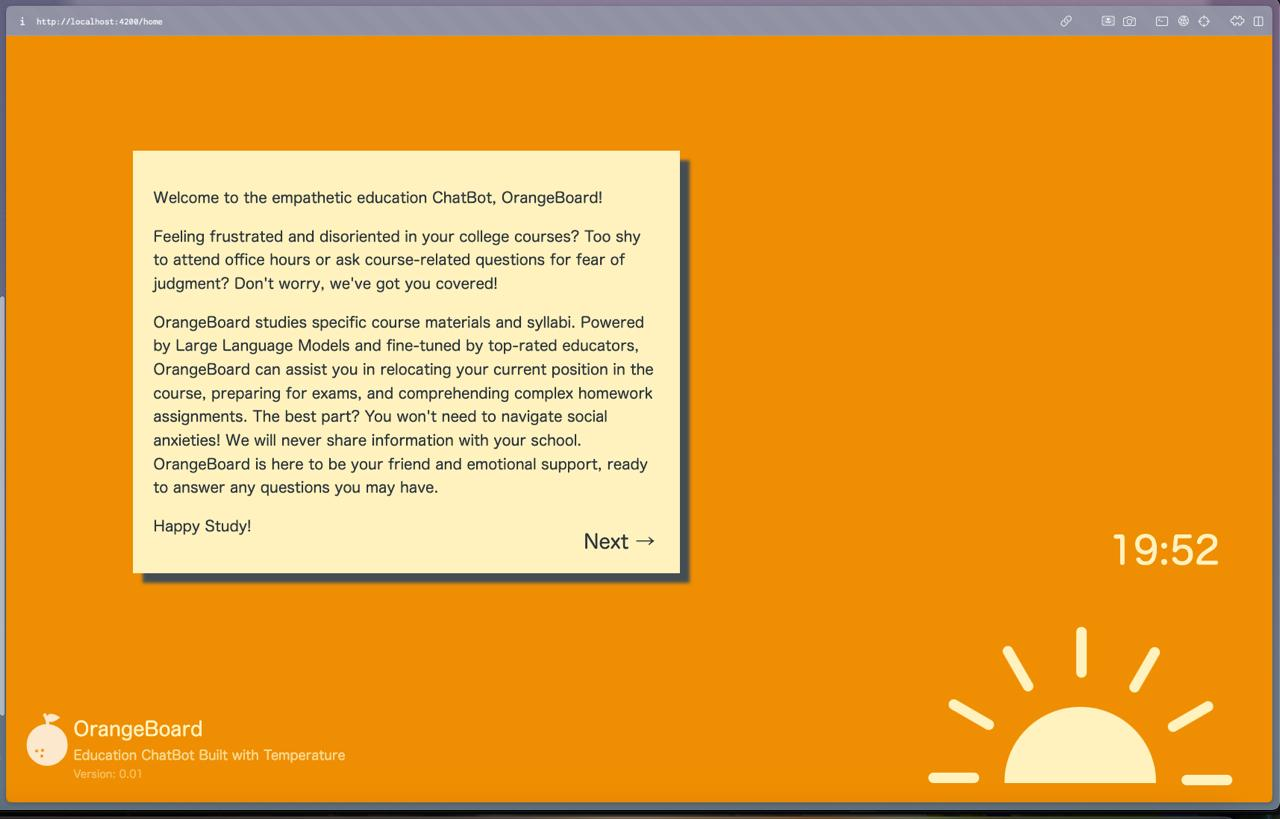 http://localhost:4200/home
Welcome to the empathetic education ChatBot, OrangeBoard!
Feeling frustrated and disoriented in your college courses? Too shy
to attend office hours or ask course-related questions for fear of
judgment? Don't worry, we've got you covered!
OrangeBoard studies specific course materials and syllabi. Powered
by Large Language Models and fine-tuned by top-rated educators,
OrangeBoard can assist you in relocating your current position in the
course, preparing for exams, and comprehending complex homework
assignments. The best part? You won't need to navigate social
anxieties! We will never share information with your school.
OrangeBoard is here to be your friend and emotional support, ready
to answer any questions you may have.
Happy Study!
Next →
19:52
OrangeBoard
Education ChatBot Built with Temperature
Version: 0.01